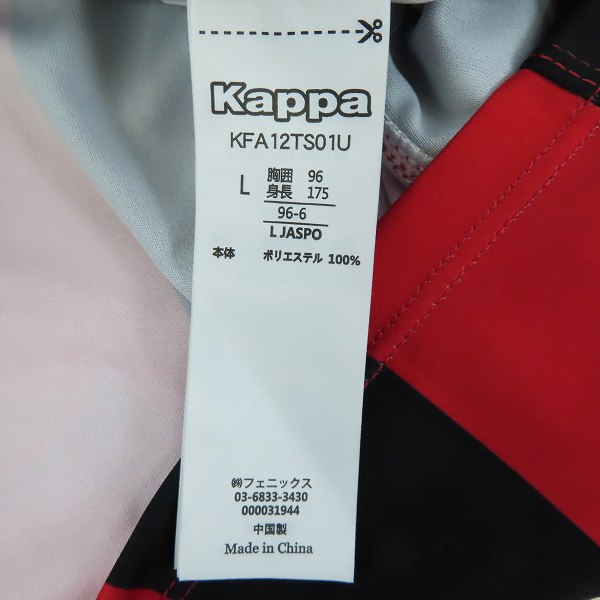 Kappa
KFA12TS01U
L 胸囲 96
身長 175
96-6
L JASPO
本体 ポリエステル 100%
㈱フェニックス
03-6833-3430
000031944
中国製
Made in China